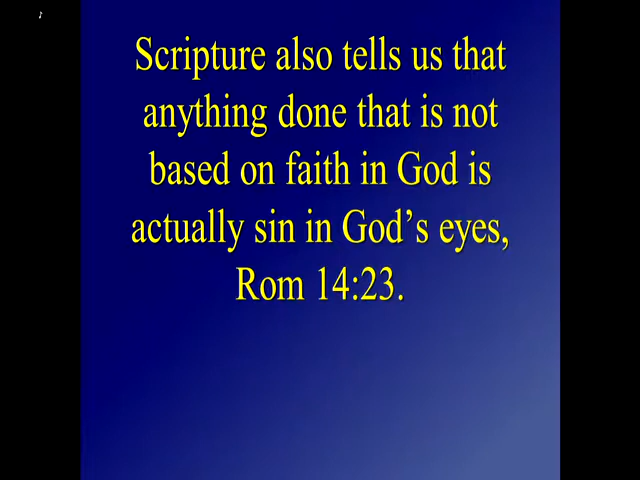 Scripture also tells us that
anything done that is not
based on faith in God is
actually sin in God’s eyes,
Rom 14:23.